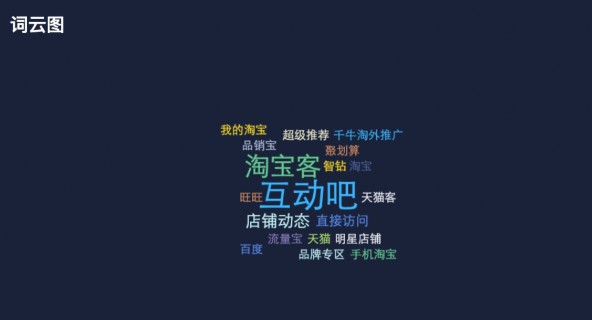 词云图
我的淘宝
超级推荐 千牛淘外推广
品销宝
聚划算
淘宝客 智钻 淘宝
旺旺 互动吧 天猫客
店铺动态 直接访问
流量宝 天猫 明星店铺
百度
品牌专区 手机淘宝